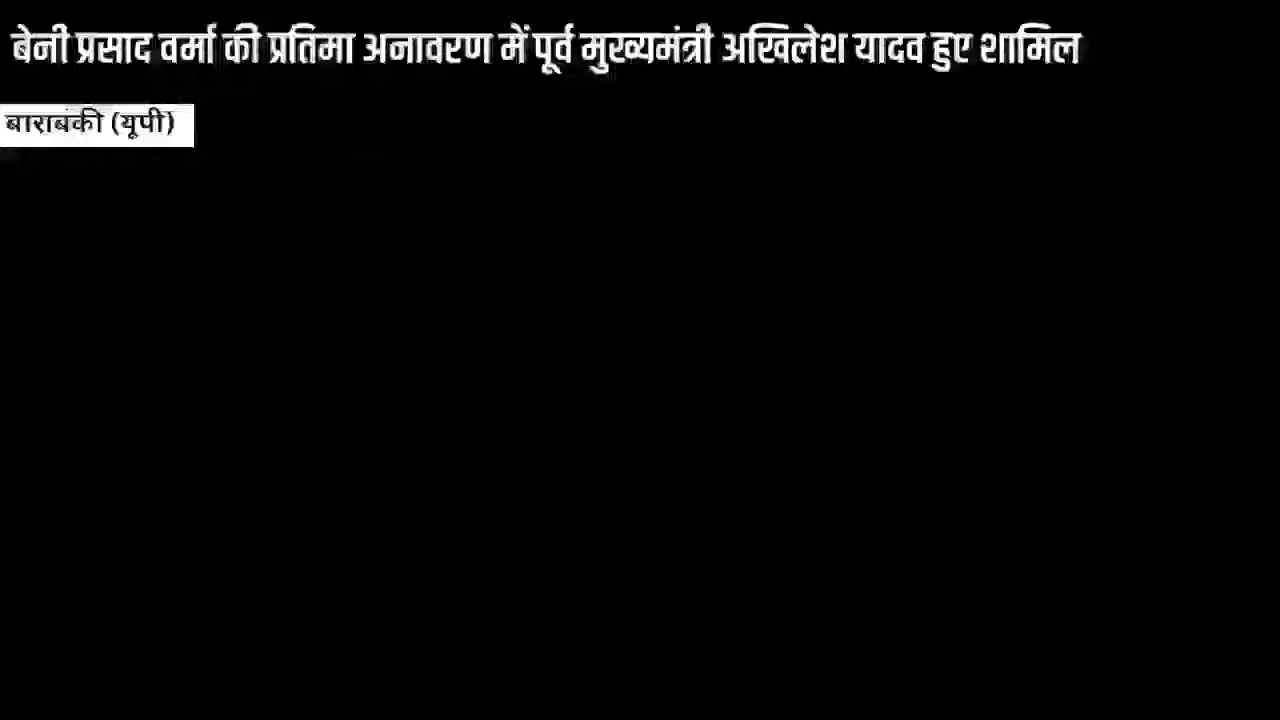 बेनी प्रसाद वर्मा की प्रतिमा अनावरण में पूर्व मुख्यमंत्री अखिलेश यादव हुए शामिल
बाराबंकी (यूपी)